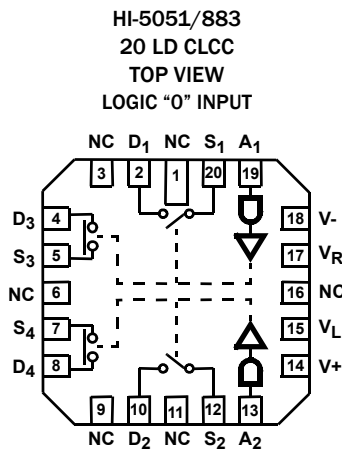 HI-5051/883
20 LD CLCC
TOP VIEW
LOGIC “0” INPUT
NC D1 NC S1 A1
3 2 1 20 19
D3 4 18 V-
S3 5 17 VR
NC 6 16 NC
S4 7 15 VL
D4 8 14 V+
9 10 11 12 13
NC D2 NC S2 A2